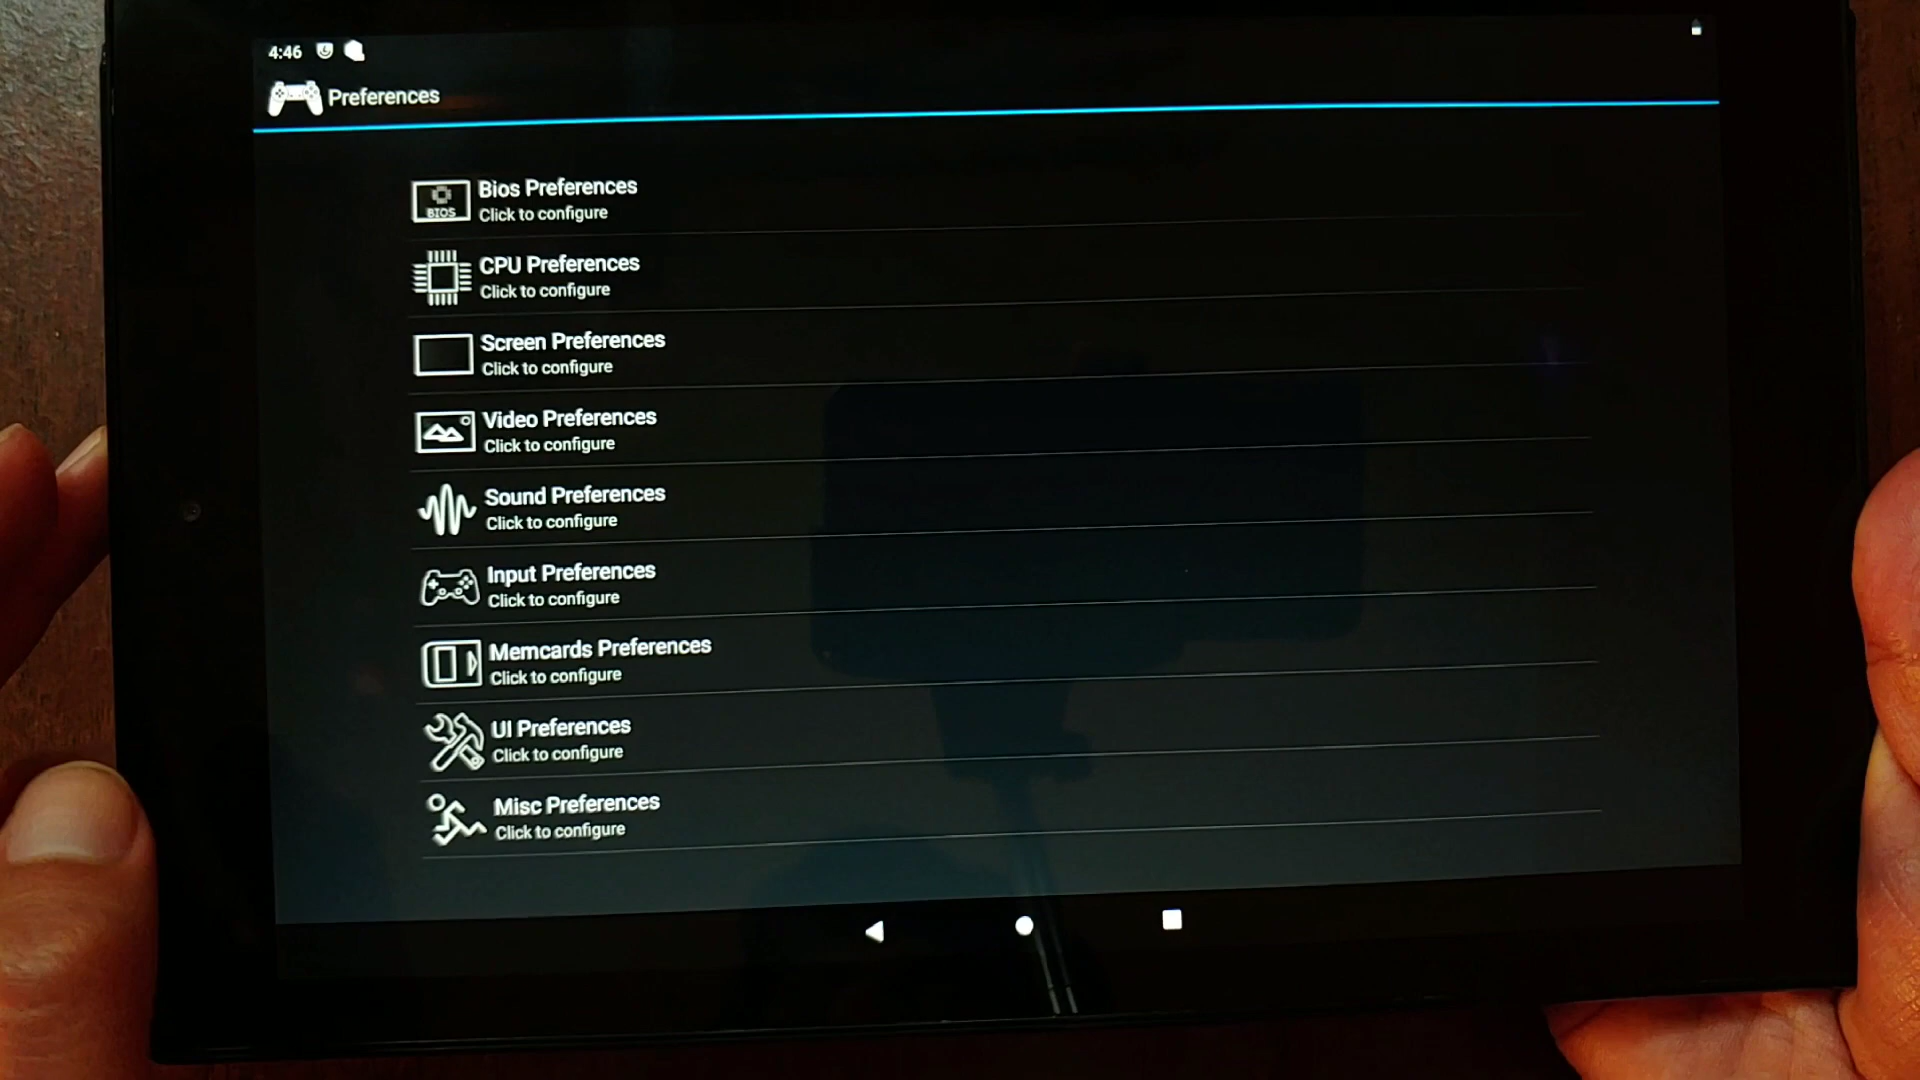 4:46
Preferences
Bios Preferences
BIOS
Click to configure
CPU Preferences
Click to configure
Screen Preferences
Click to configure
Video Preferences
Click to configure
Sound Preferences
Click to configure
Input Preferences
Click to configure
Memcards Preferences
Click to configure
UI Preferences
Click to configure
Misc Preferences
Click to configure